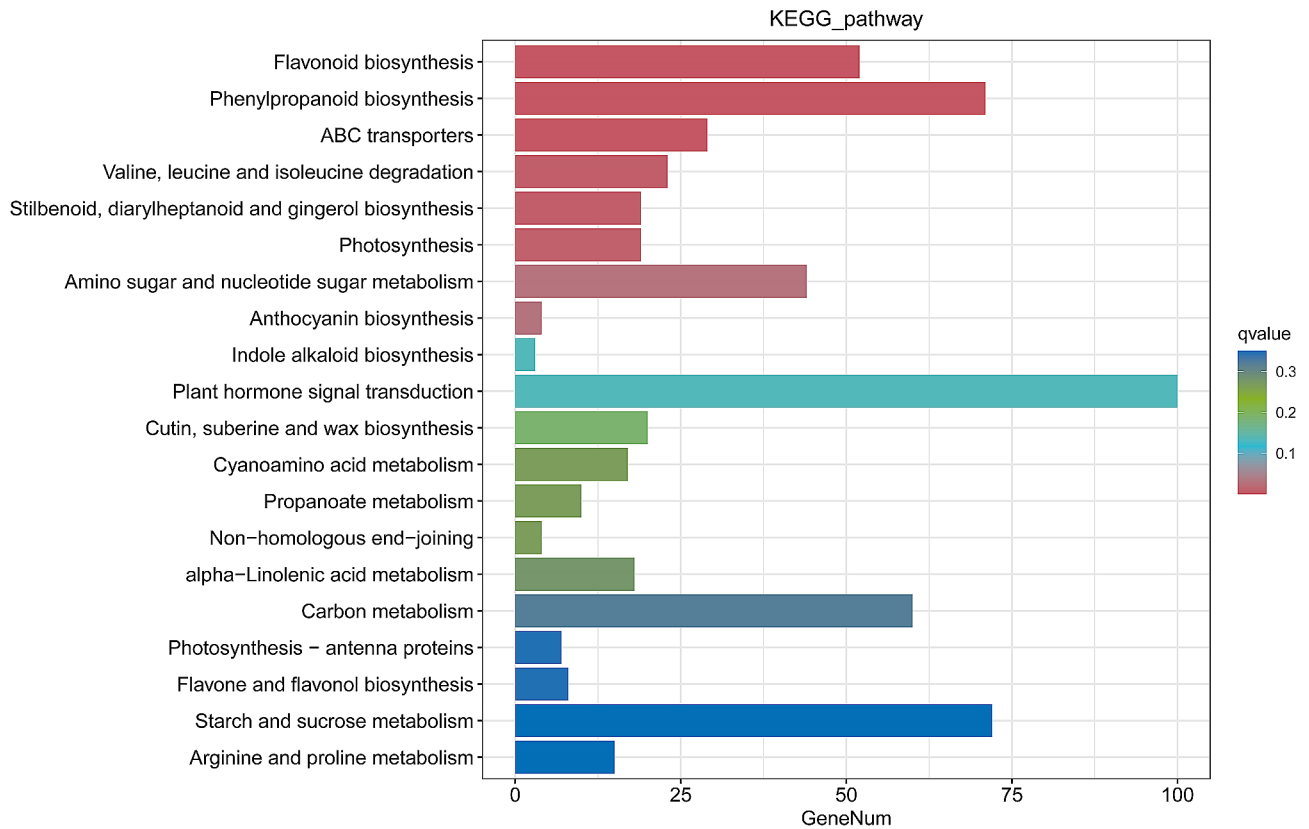 KEGG_pathway
Flavonoid biosynthesis
Phenylpropanoid biosynthesis
ABC transporters
Valine, leucine and isoleucine degradation
Stilbenoid, diarylheptanoid and gingerol biosynthesis
Photosynthesis
Amino sugar and nucleotide sugar metabolism
Anthocyanin biosynthesis
Indole alkaloid biosynthesis
Plant hormone signal transduction
Cutin, suberine and wax biosynthesis
Cyanoamino acid metabolism
Propanoate metabolism
Non−homologous end−joining
alpha−Linolenic acid metabolism
Carbon metabolism
Photosynthesis − antenna proteins
Flavone and flavonol biosynthesis
Starch and sucrose metabolism
Arginine and proline metabolism
0 25 50 75 100
GeneNum
qvalue
0.3
0.2
0.1